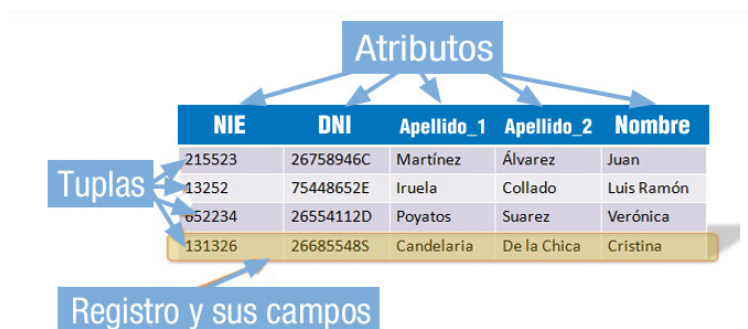 Atributos
NIE DNI Apellido_1 Apellido_2 Nombre
215523 26758946C Martínez Álvarez Juan
13252 75448652E Iruela Collado Luis Ramón
652234 26554112D Poyatos Suarez Verónica
131326 26685548S Candelaria De la Chica Cristina
Tuplas
Registro y sus campos